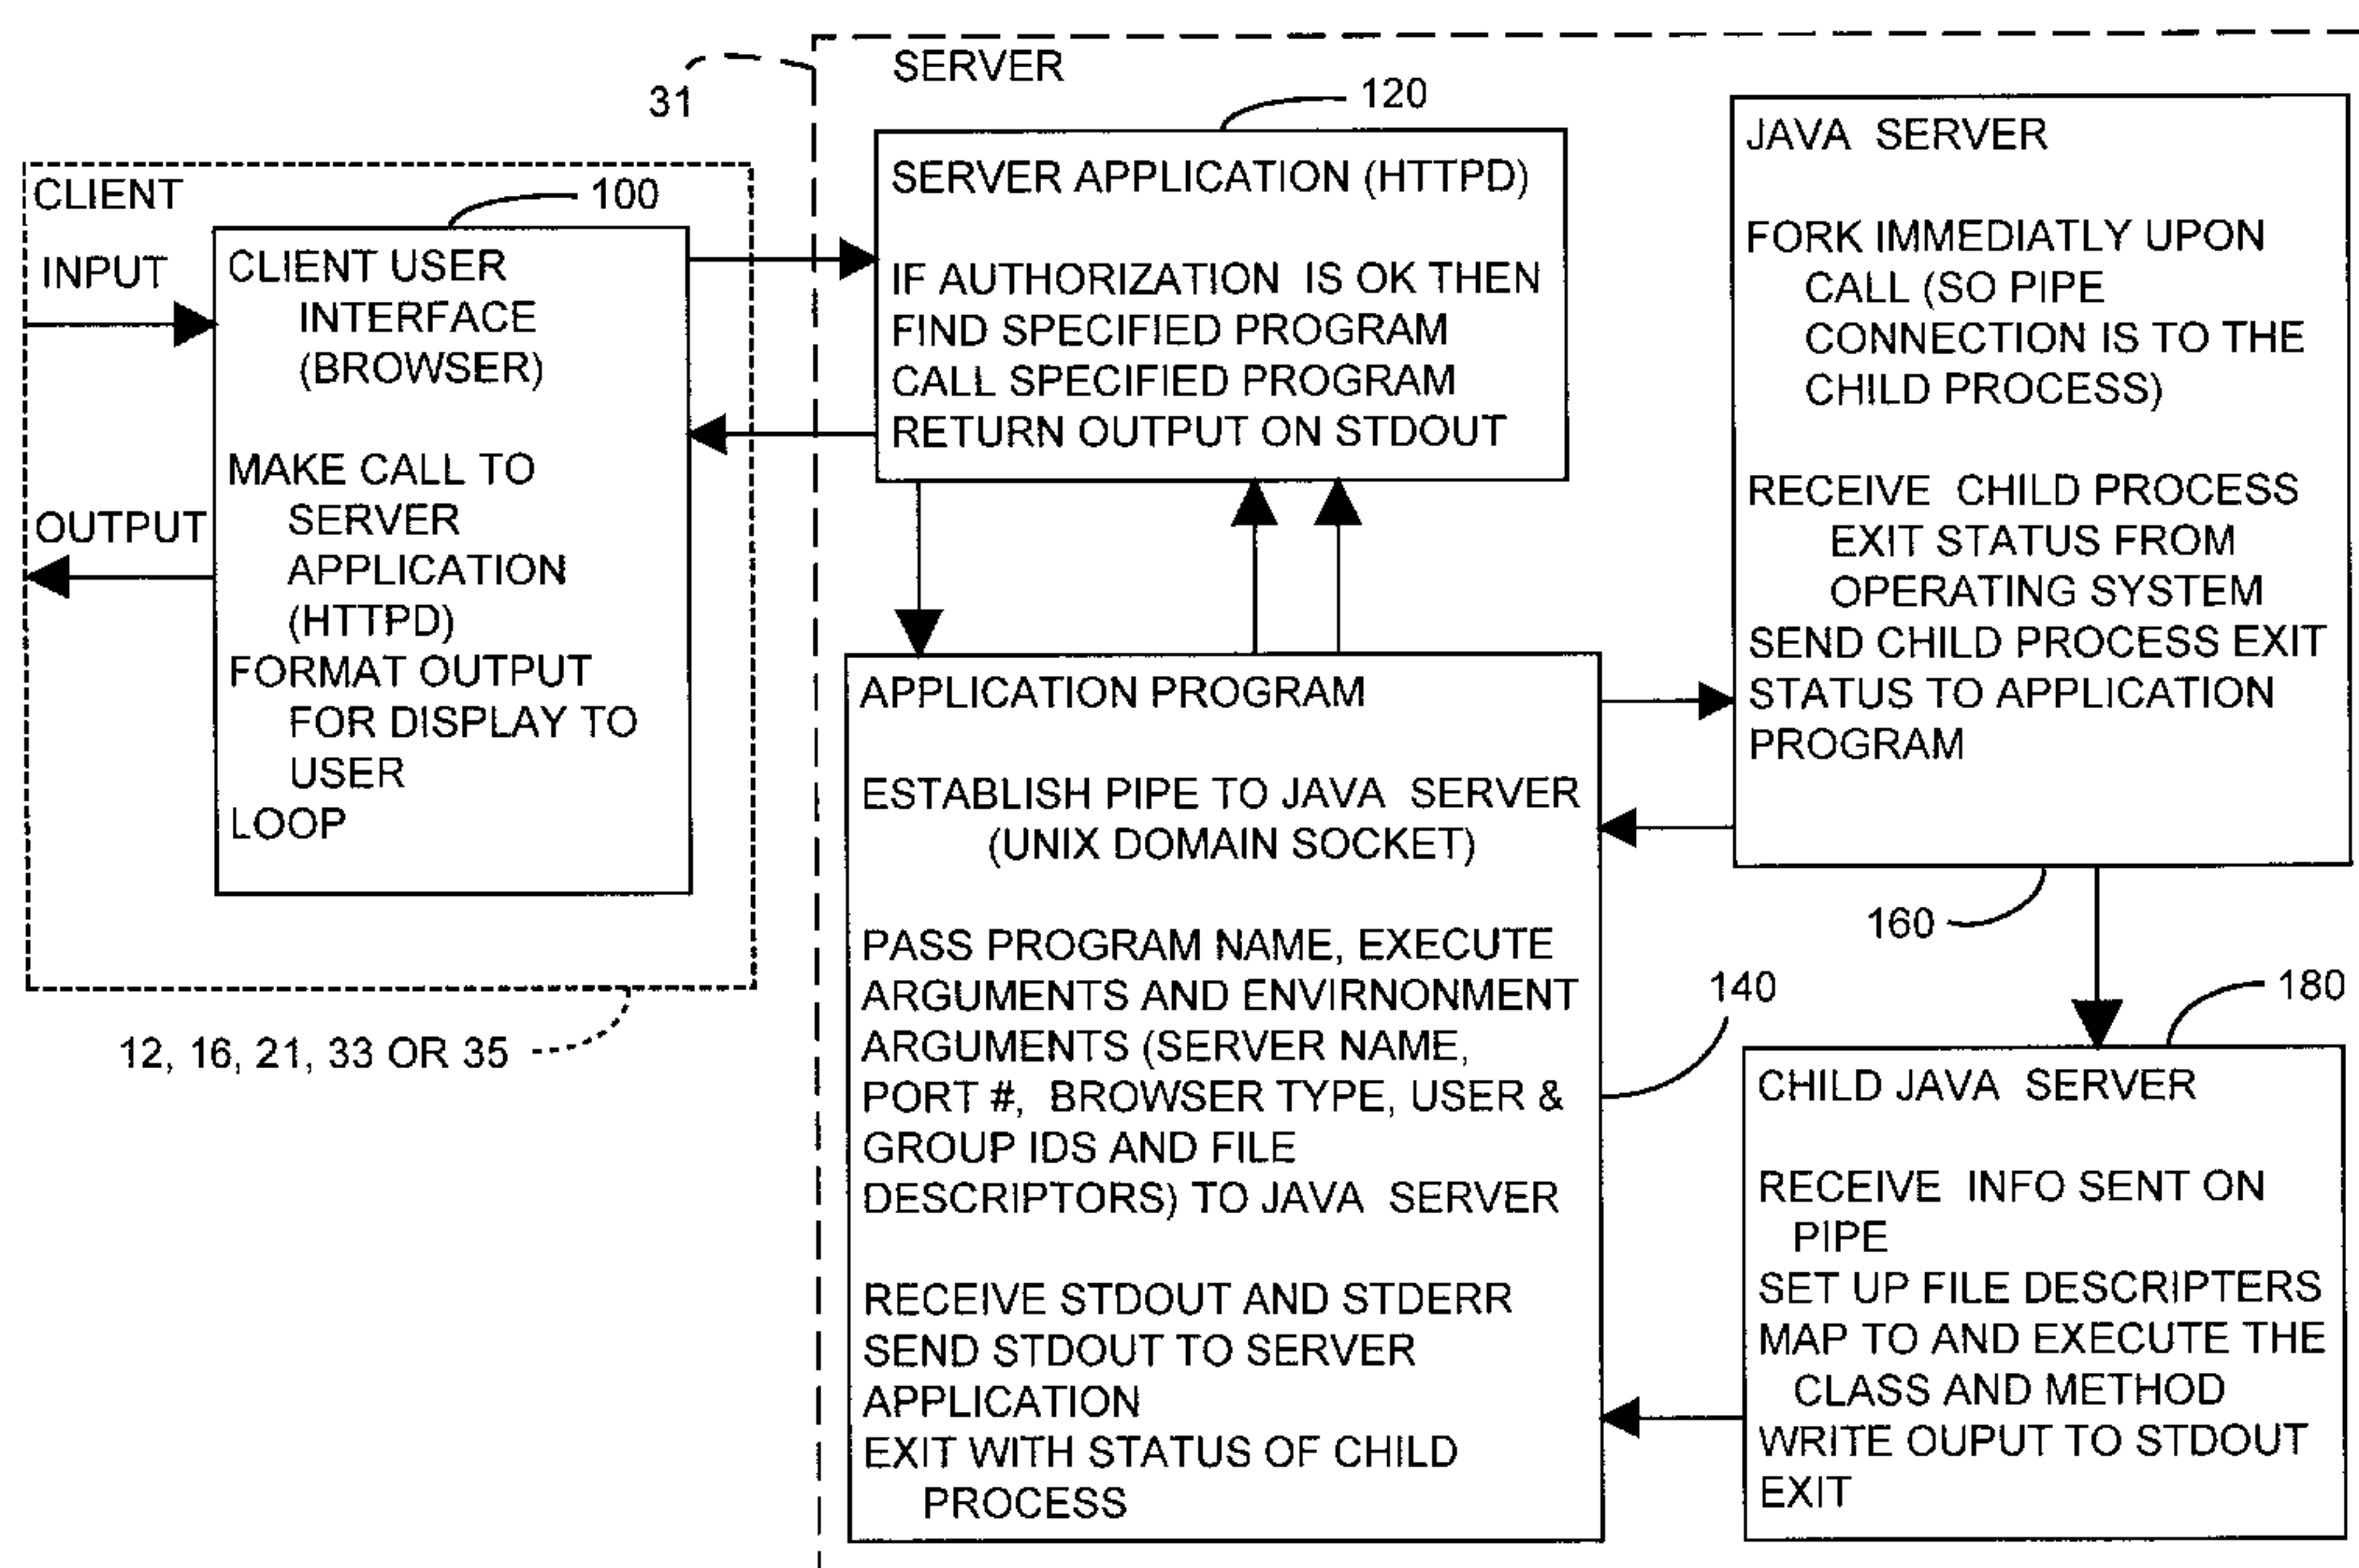 31
SERVER
120
CLIENT
100
INPUT
OUTPUT
CLIENT USER
INTERFACE
(BROWSER)
MAKE CALL TO
SERVER
APPLICATION
(HTTPD)
FORMAT OUTPUT
FOR DISPLAY TO
USER
LOOP
12, 16, 21, 33 OR 35
SERVER APPLICATION (HTTPD)
IF AUTHORIZATION IS OK THEN
FIND SPECIFIED PROGRAM
CALL SPECIFIED PROGRAM
RETURN OUTPUT ON STDOUT
APPLICATION PROGRAM
ESTABLISH PIPE TO JAVA SERVER
(UNIX DOMAIN SOCKET)
PASS PROGRAM NAME, EXECUTE
ARGUMENTS AND ENVIRNONMENT
ARGUMENTS (SERVER NAME,
PORT #, BROWSER TYPE, USER &
GROUP IDS AND FILE
DESCRIPTORS) TO JAVA SERVER
RECEIVE STDOUT AND STDERR
SEND STDOUT TO SERVER
APPLICATION
EXIT WITH STATUS OF CHILD
PROCESS
140
JAVA SERVER
FORK IMMEDIATLY UPON
CALL (SO PIPE
CONNECTION IS TO THE
CHILD PROCESS)
RECEIVE CHILD PROCESS
EXIT STATUS FROM
OPERATING SYSTEM
SEND CHILD PROCESS EXIT
STATUS TO APPLICATION
PROGRAM
160
180
CHILD JAVA SERVER
RECEIVE INFO SENT ON
PIPE
SET UP FILE DESCRIPTERS
MAP TO AND EXECUTE THE
CLASS AND METHOD
WRITE OUPUT TO STDOUT
EXIT